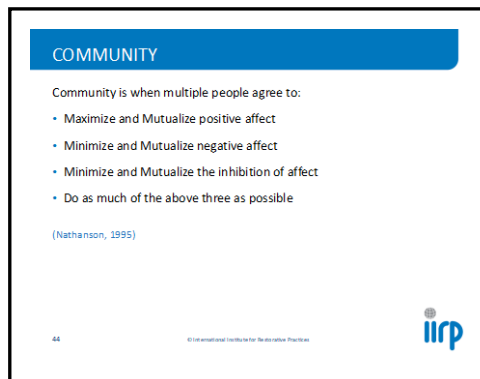 COMMUNITY
Community is when multiple people agree to:
• Maximize and Mutualize positive affect
• Minimize and Mutualize negative affect
• Minimize and Mutualize the inhibition of affect
• Do as much of the above three as possible
(Nathanson, 1995)
44
© International Institute for Restorative Practices
iirp